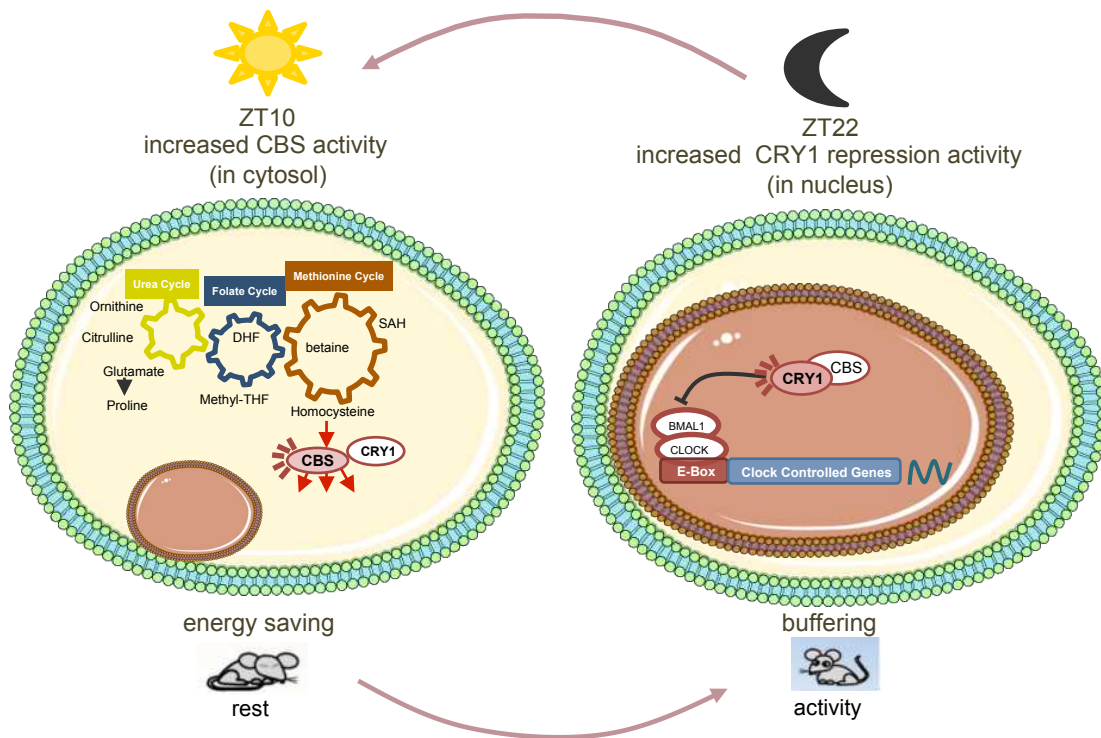 ZT10
increased CBS activity
(in cytosol)
ZT22
increased CRY1 repression activity
(in nucleus)
Urea Cycle
Folate Cycle
Methionine Cycle
Ornithine
Citrulline
Glutamate
Proline
DHF
Methyl-THF
betaine
SAH
Homocysteine
CBS
CRY1
CRY1
CBS
BMAL1
CLOCK
E-Box
Clock Controlled Genes
energy saving
rest
buffering
activity